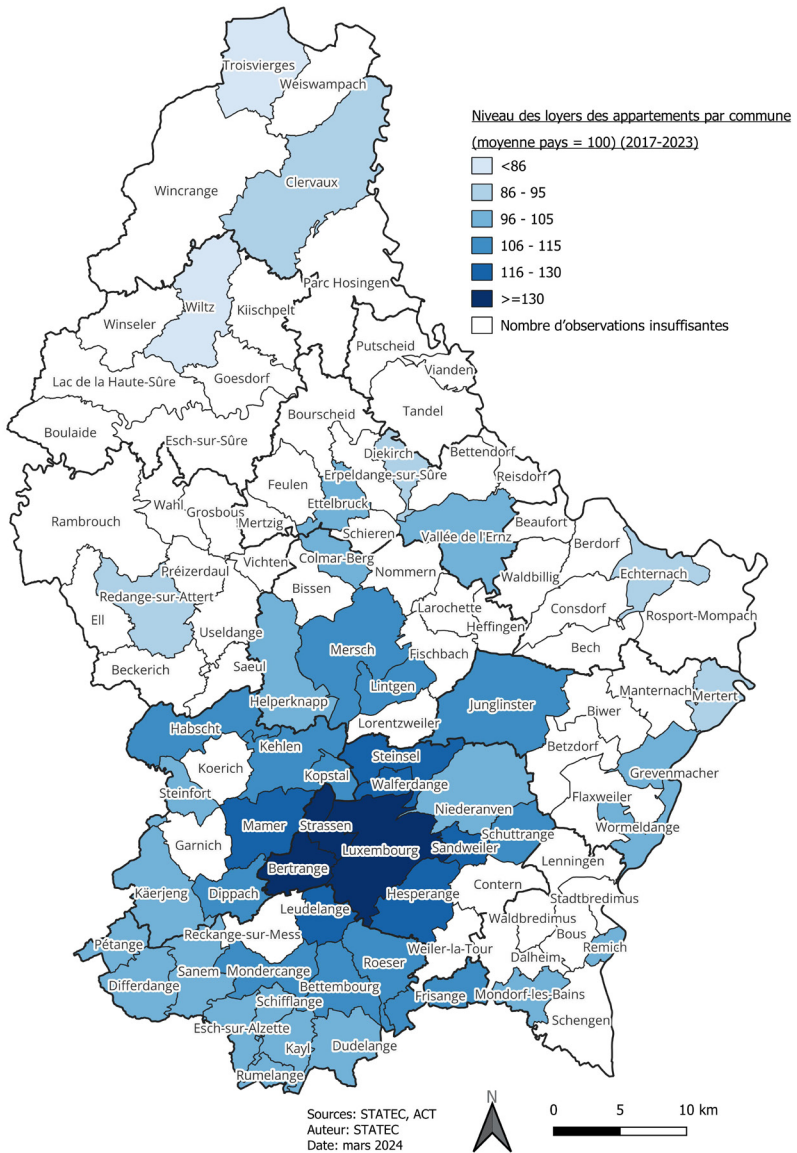 Troisvierges
Weiswampach
Niveau des loyers des appartements par commune
(moyenne pays = 100) (2017-2023)
<86
86 - 95
96 - 105
106 - 115
116 - 130
>=130
Nombre d'observations insuffisantes
Clervaux
Wincrange
Parc Hosingen
Wiltz
Kiischpelt
Winseler
Putscheid
Vianden
Lac de la Haute-Sûre
Goesdorf
Tandel
Bourscheid
Boulaide
Esch-sur-Sûre
Diekirch
Bettendorf
Erpeldange-sur-Sûre
Reisdorf
Feulen
Ettelbruck
Wahl
Grosbous
Mertzig
Rambrouch
Schieren
Vallée de l'Ernz
Beaufort
Berdorf
Colmar-Berg
Vichten
Préizerdaul
Nommern
Waldbillig
Echternach
Bissen
Redange-sur-Attert
Larochette
Consdorf
Rosport-Mompach
Ell
Heffingen
Useldange
Mersch
Fischbach
Bech
Saeul
Beckerich
Lintgen
Manternach
Mertert
Helperknapp
Junglinster
Biwer
Lorentzweiler
Habscht
Kehlen
Betzdorf
Steinsel
Koerich
Kopstal
Grevenmacher
Walferdange
Steinfort
Flaxweiler
Niederanven
Mamer
Strassen
Wormeldange
Schuttrange
Garnich
Luxembourg
Sandweiler
Lenningen
Bertrange
Contern
Käerjeng
Dippach
Hesperange
Stadtbredimus
Leudelange
Waldbredimus
Reckange-sur-Mess
Bous
Pétange
Weiler-la-Tour
Remich
Dalheim
Roeser
Sanem
Mondercange
Differdange
Bettembourg
Frisange
Mondorf-les-Bains
Schifflange
Schengen
Esch-sur-Alzette
Kayl
Dudelange
Rumelange
N
Sources: STATEC, ACT
Auteur: STATEC
Date: mars 2024
0 5 10 km